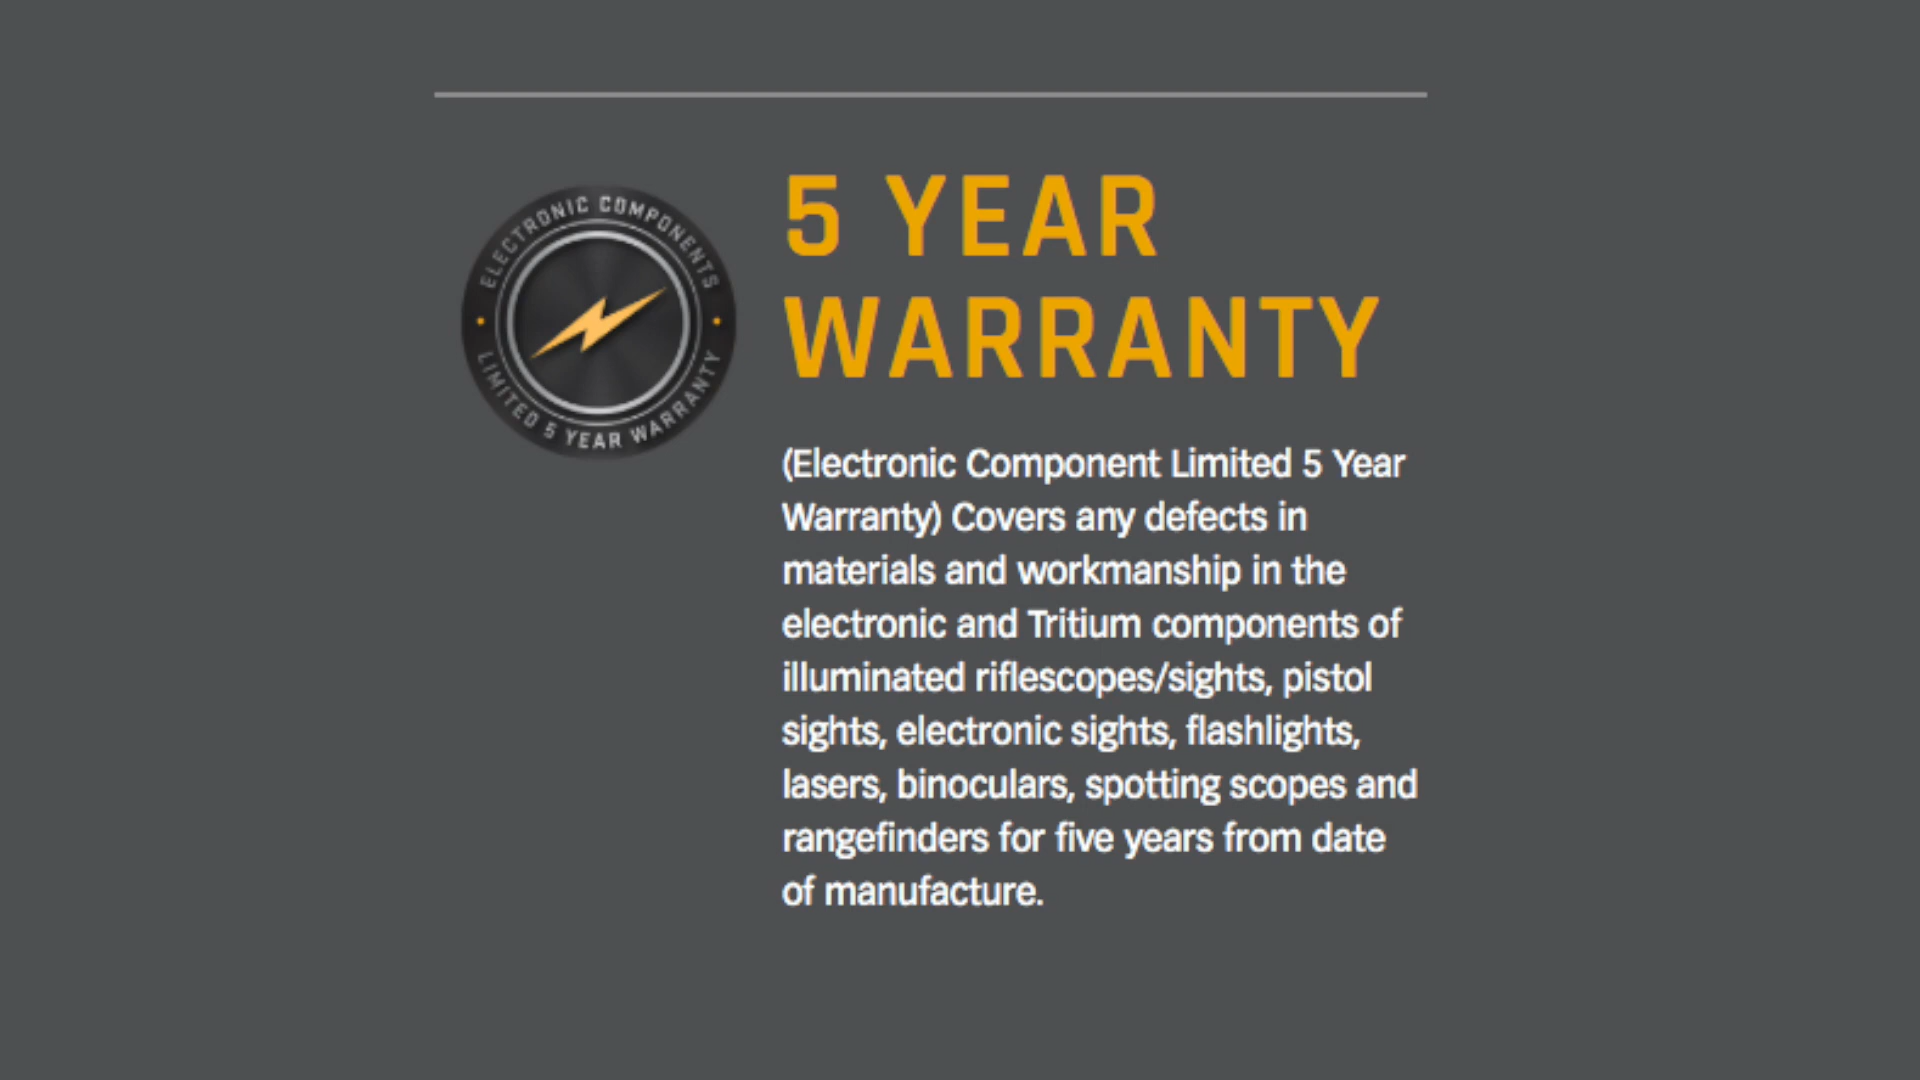 ELECTRONIC COMPONENTS
LIMITED 5 YEAR WARRANTY
5 YEAR
WARRANTY
(Electronic Component Limited 5 Year
Warranty) Covers any defects in
materials and workmanship in the
electronic and Tritium components of
illuminated riflescopes/sights, pistol
sights, electronic sights, flashlights,
lasers, binoculars, spotting scopes and
rangefinders for five years from date
of manufacture.